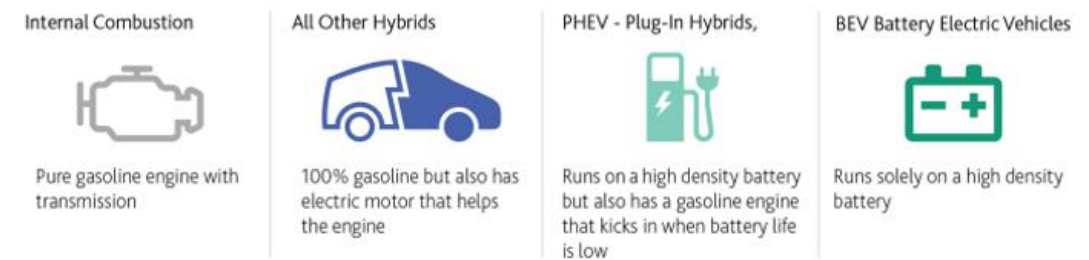 Internal Combustion
Pure gasoline engine with
transmission
All Other Hybrids
100% gasoline but also has
electric motor that helps
the engine
PHEV - Plug-In Hybrids,
Runs on a high density battery
but also has a gasoline engine
that kicks in when battery life
is low
BEV Battery Electric Vehicles
Runs solely on a high density
battery